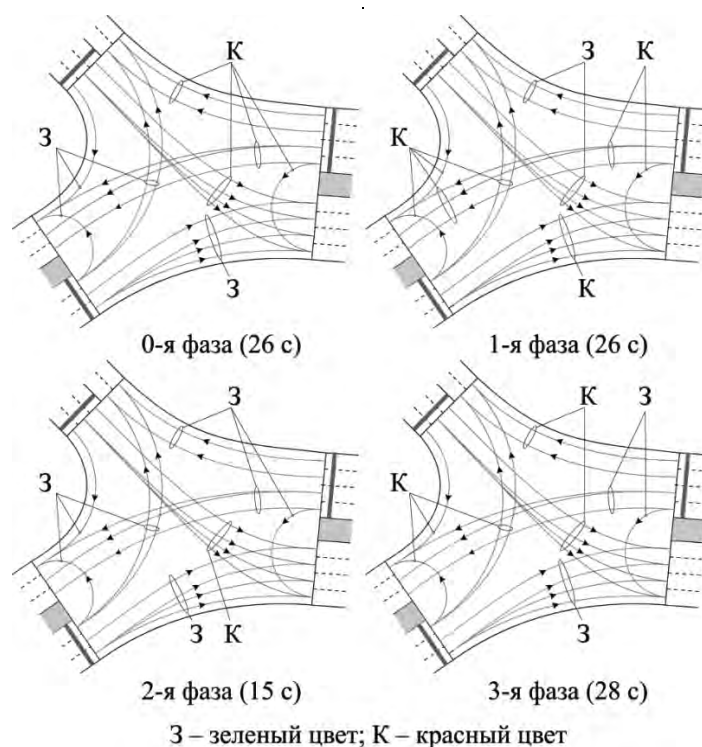 К
З
З
З
К
К
К
0-я фаза (26 с)
1-я фаза (26 с)
З
З
З
К
К
З
К
З
2-я фаза (15 с)
3-я фаза (28 с)
З – зеленый цвет; К – красный цвет